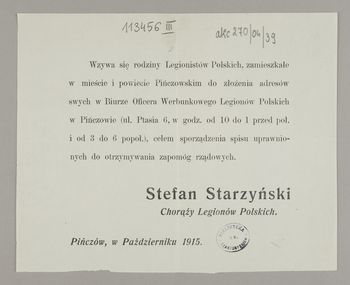 113456 III
akc 270/04/39
Wzywa się rodziny Legionistów Polskich, zamieszkałe
w mieście i powiecie Pińczowskim do złożenia adresów
swych w Biurze Oficera Werbunkowego Legionów Polskich
w Pińczowie (ul. Ptasia 6, w godz. od 10 do 1 przed poł.
i od 3 do 6 popoł.), celem sporządzenia spisu uprawnio-
nych do otrzymywania zapomóg rządowych.
Stefan Starzyński
Chorąży Legionów Polskich.
Pińczów, w Październiku 1915.